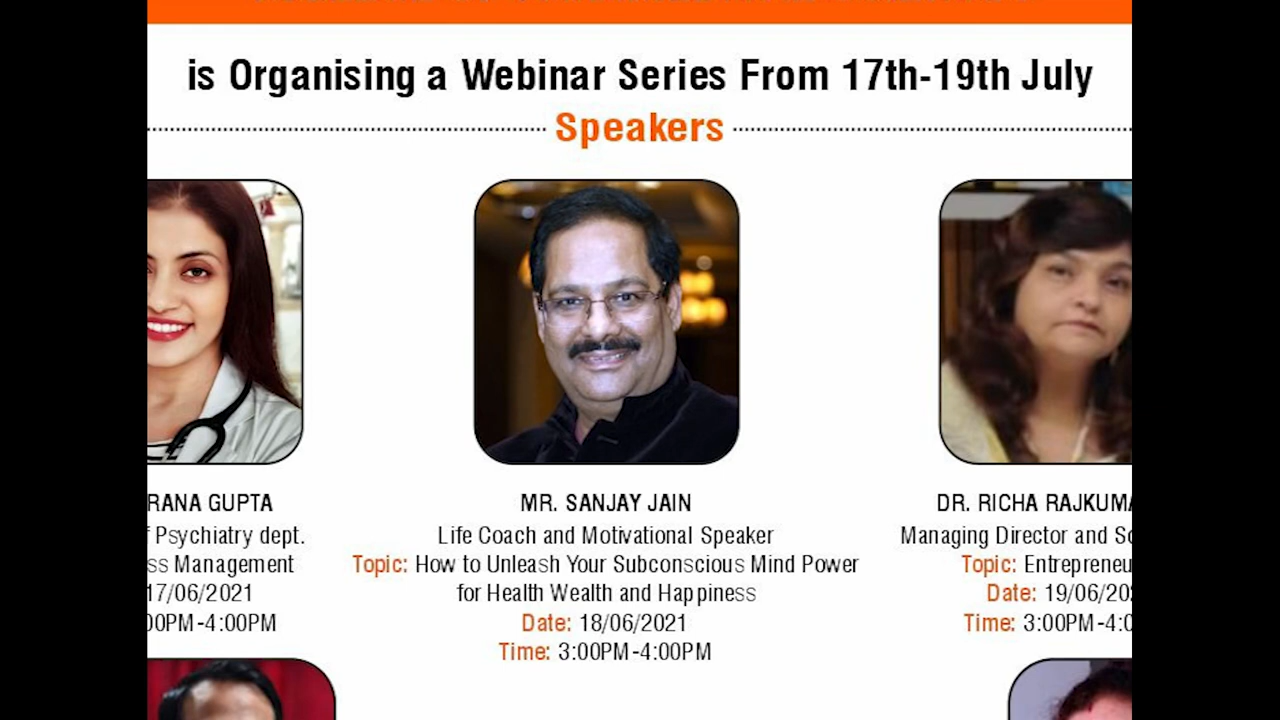 is Organising a Webinar Series From 17th-19th July
Speakers
RANA GUPTA
Psychiatry dept.
ss Management
17/06/2021
00PM-4:00PM
MR. SANJAY JAIN
Life Coach and Motivational Speaker
Topic: How to Unleash Your Subconscious Mind Power
for Health Wealth and Happiness
Date: 18/06/2021
Time: 3:00PM-4:00PM
DR. RICHA RAJKUMA
Managing Director and Sc
Topic: Entrepreneu
Date: 19/06/20
Time: 3:00PM-4:0